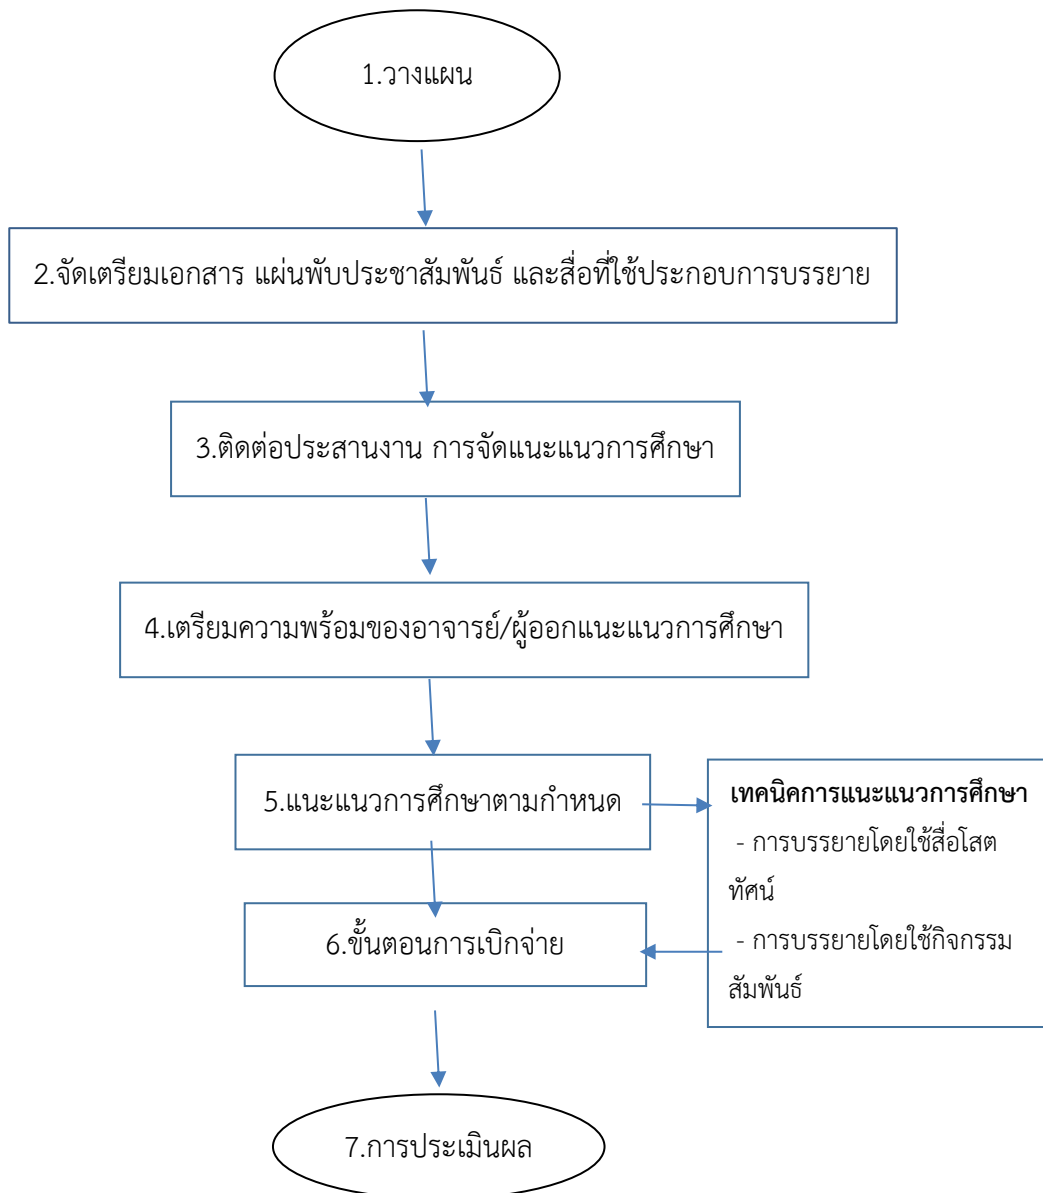 1.วางแผน
2.จัดเตรียมเอกสาร แผ่นพับประชาสัมพันธ์ และสื่อที่ใช้ประกอบการบรรยาย
3.ติดต่อประสานงาน การจัดแนะแนวการศึกษา
4.เตรียมความพร้อมของอาจารย์/ผู้ออกแนะแนวการศึกษา
5.แนะแนวการศึกษาตามกำหนด
เทคนิคการแนะแนวการศึกษา
- การบรรยายโดยใช้สื่อโสต
ทัศน์
- การบรรยายโดยใช้กิจกรรม
สัมพันธ์
6.ขั้นตอนการเบิกจ่าย
7.การประเมินผล